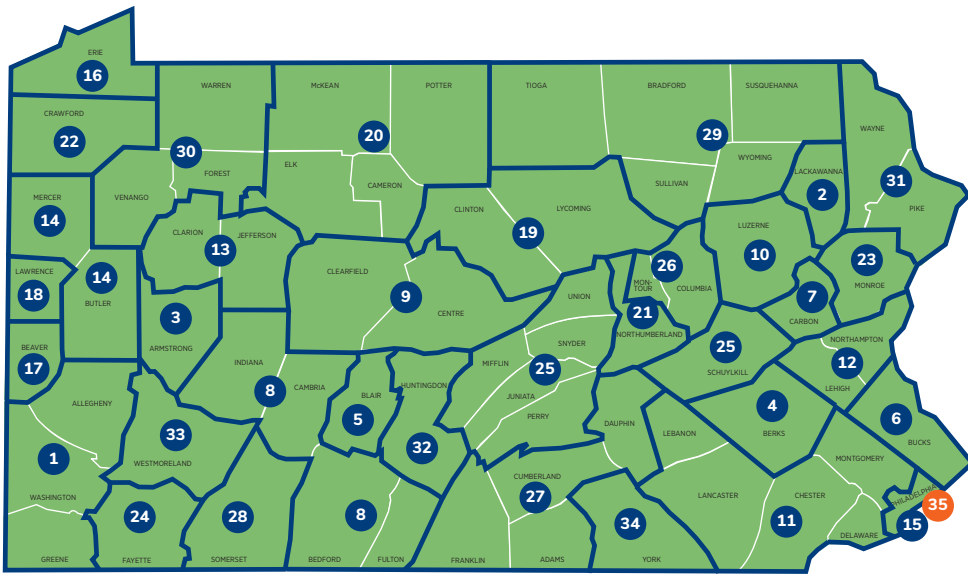 ERIE
16
WARREN
McKEAN
POTTER
TIOGA
BRADFORD
SUSQUEHANNA
CRAWFORD
22
WAYNE
20
29
30
FOREST
ELK
CAMERON
SULLIVAN
WYOMING
LACKAWANNA
2
31
PIKE
MERCER
14
VENANGO
CLINTON
LYCOMING
19
CLARION
13
JEFFERSON
LUZERNE
10
LAWRENCE
18
14
BUTLER
CLEARFIELD
9
CENTRE
UNION
26
MON-
TOUR
COLUMBIA
23
MONROE
7
CARBON
3
ARMSTRONG
21
NORTHUMBERLAND
BEAVER
17
SNYDER
25
SCHUYLKILL
NORTHAMPTON
12
LEHIGH
INDIANA
8
CAMBRIA
BLAIR
5
HUNTINGDON
MIFFLIN
25
JUNIATA
PERRY
ALLEGHENY
33
WESTMORELAND
32
DAUPHIN
LEBANON
4
BERKS
6
BUCKS
1
WASHINGTON
MONTGOMERY
CUMBERLAND
27
LANCASTER
CHESTER
11
PHILADELPHIA
35
15
DELAWARE
24
28
8
34
GREENE
FAYETTE
SOMERSET
BEDFORD
FULTON
FRANKLIN
ADAMS
YORK